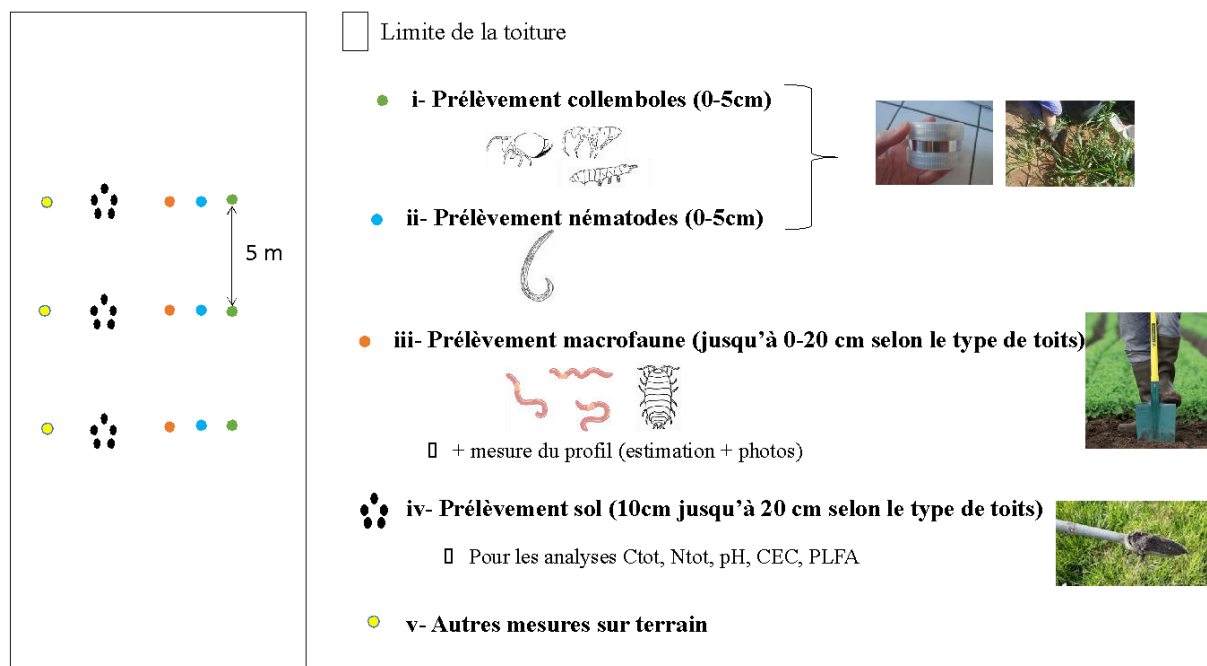 Limite de la toiture
i- Prélèvement collemboles (0-5cm)
ii- Prélèvement nématodes (0-5cm)
5 m
iii- Prélèvement macrofaune (jusqu’à 0-20 cm selon le type de toits)
▯ + mesure du profil (estimation + photos)
iv- Prélèvement sol (10cm jusqu’à 20 cm selon le type de toits)
▯ Pour les analyses Ctot, Ntot, pH, CEC, PLFA
v- Autres mesures sur terrain